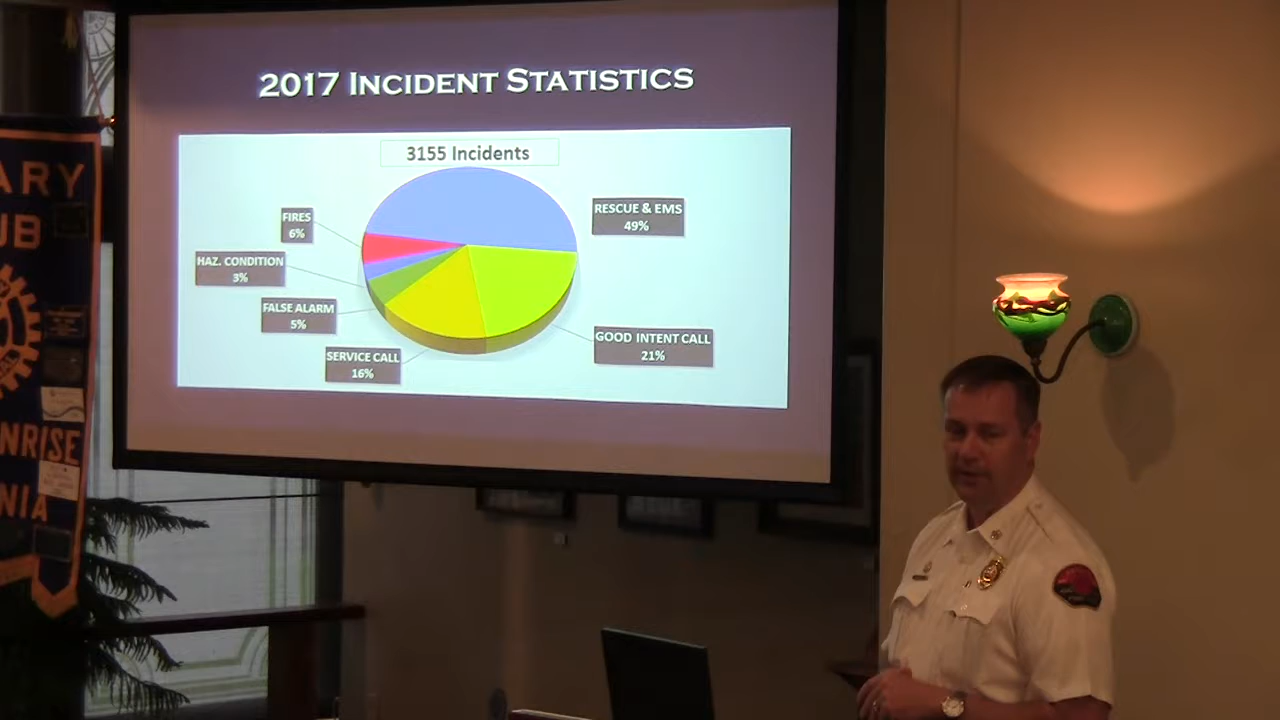 2017 INCIDENT STATISTICS
3155 Incidents
RESCUE & EMS
49%
FIRES
6%
HAZ. CONDITION
3%
FALSE ALARM
5%
GOOD INTENT CALL
21%
SERVICE CALL
16%
ARY
UB
NRISE
NIA